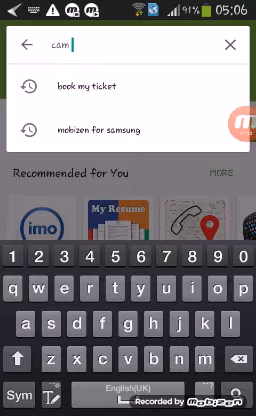 91% 05:06
cam
book my ticket
mobizen for samsung
Recommended for You MORE
imo
My Resume
1 2 3 4 5 6 7 8 9 0
q w e r t y u i o p
a s d f g h j k l
z x c v b n m
Sym T English(UK)
Recorded by mobizen